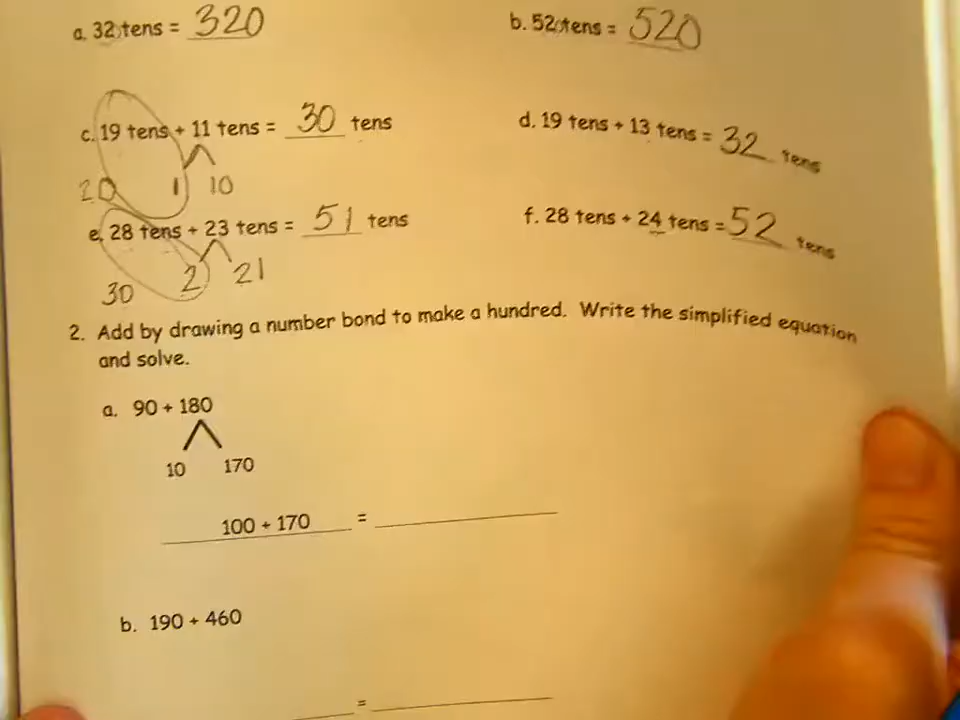 a. 32 tens = 320
b. 52 tens = 520
c. 19 tens + 11 tens = 30 tens
20 1 10
d. 19 tens + 13 tens = 32 tens
e. 28 tens + 23 tens = 51 tens
30 2 21
f. 28 tens + 24 tens = 52 tens
2. Add by drawing a number bond to make a hundred. Write the simplified equation
and solve.
a. 90 + 180
10 170
100 + 170 =
b. 190 + 460
=